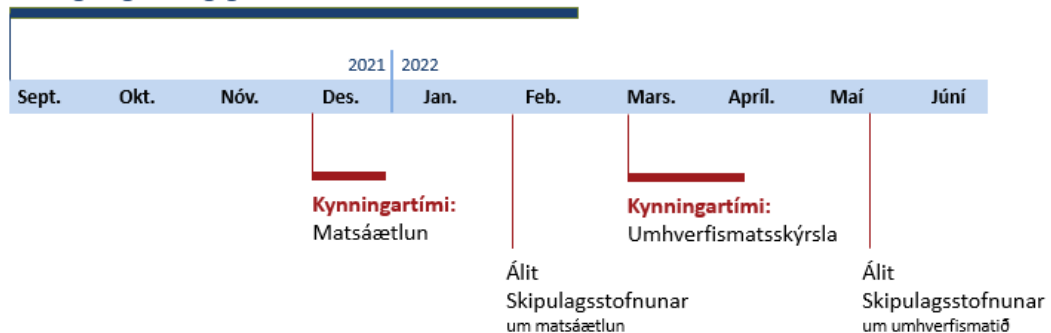 2021 2022
Sept. Okt. Nóv. Des. Jan. Feb. Mars. Apríl. Maí Júní
Kynningartími:
Matsáætlun
Kynningartími:
Umhverfismatsskýrsla
Álit
Skipulagsstofnunar
um matsáætlun
Álit
Skipulagsstofnunar
um umhverfismatið